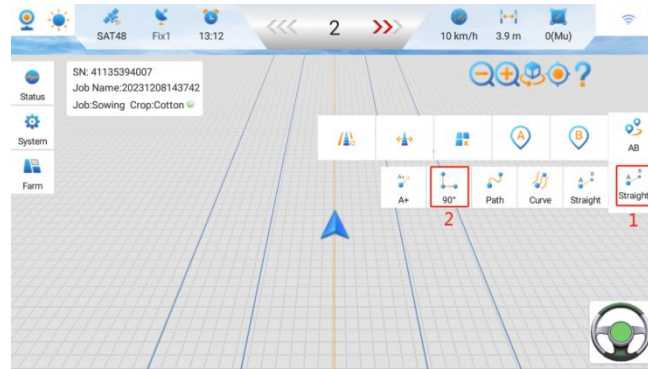 SAT48 Fix1 13:12 2 10 km/h 3.9 m 0(Mu)
SN: 41135394007
Job Name:20231208143742
Job:Sowing Crop:Cotton
Status
System
Farm
?
A B AB
A+ 90° Path Curve Straight Straight
2 1